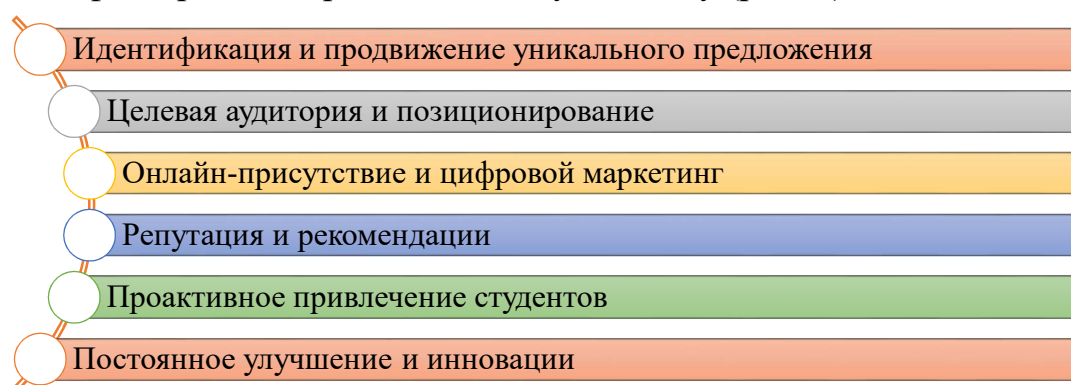 Идентификация и продвижение уникального предложения
Целевая аудитория и позиционирование
Онлайн-присутствие и цифровой маркетинг
Репутация и рекомендации
Проактивное привлечение студентов
Постоянное улучшение и инновации